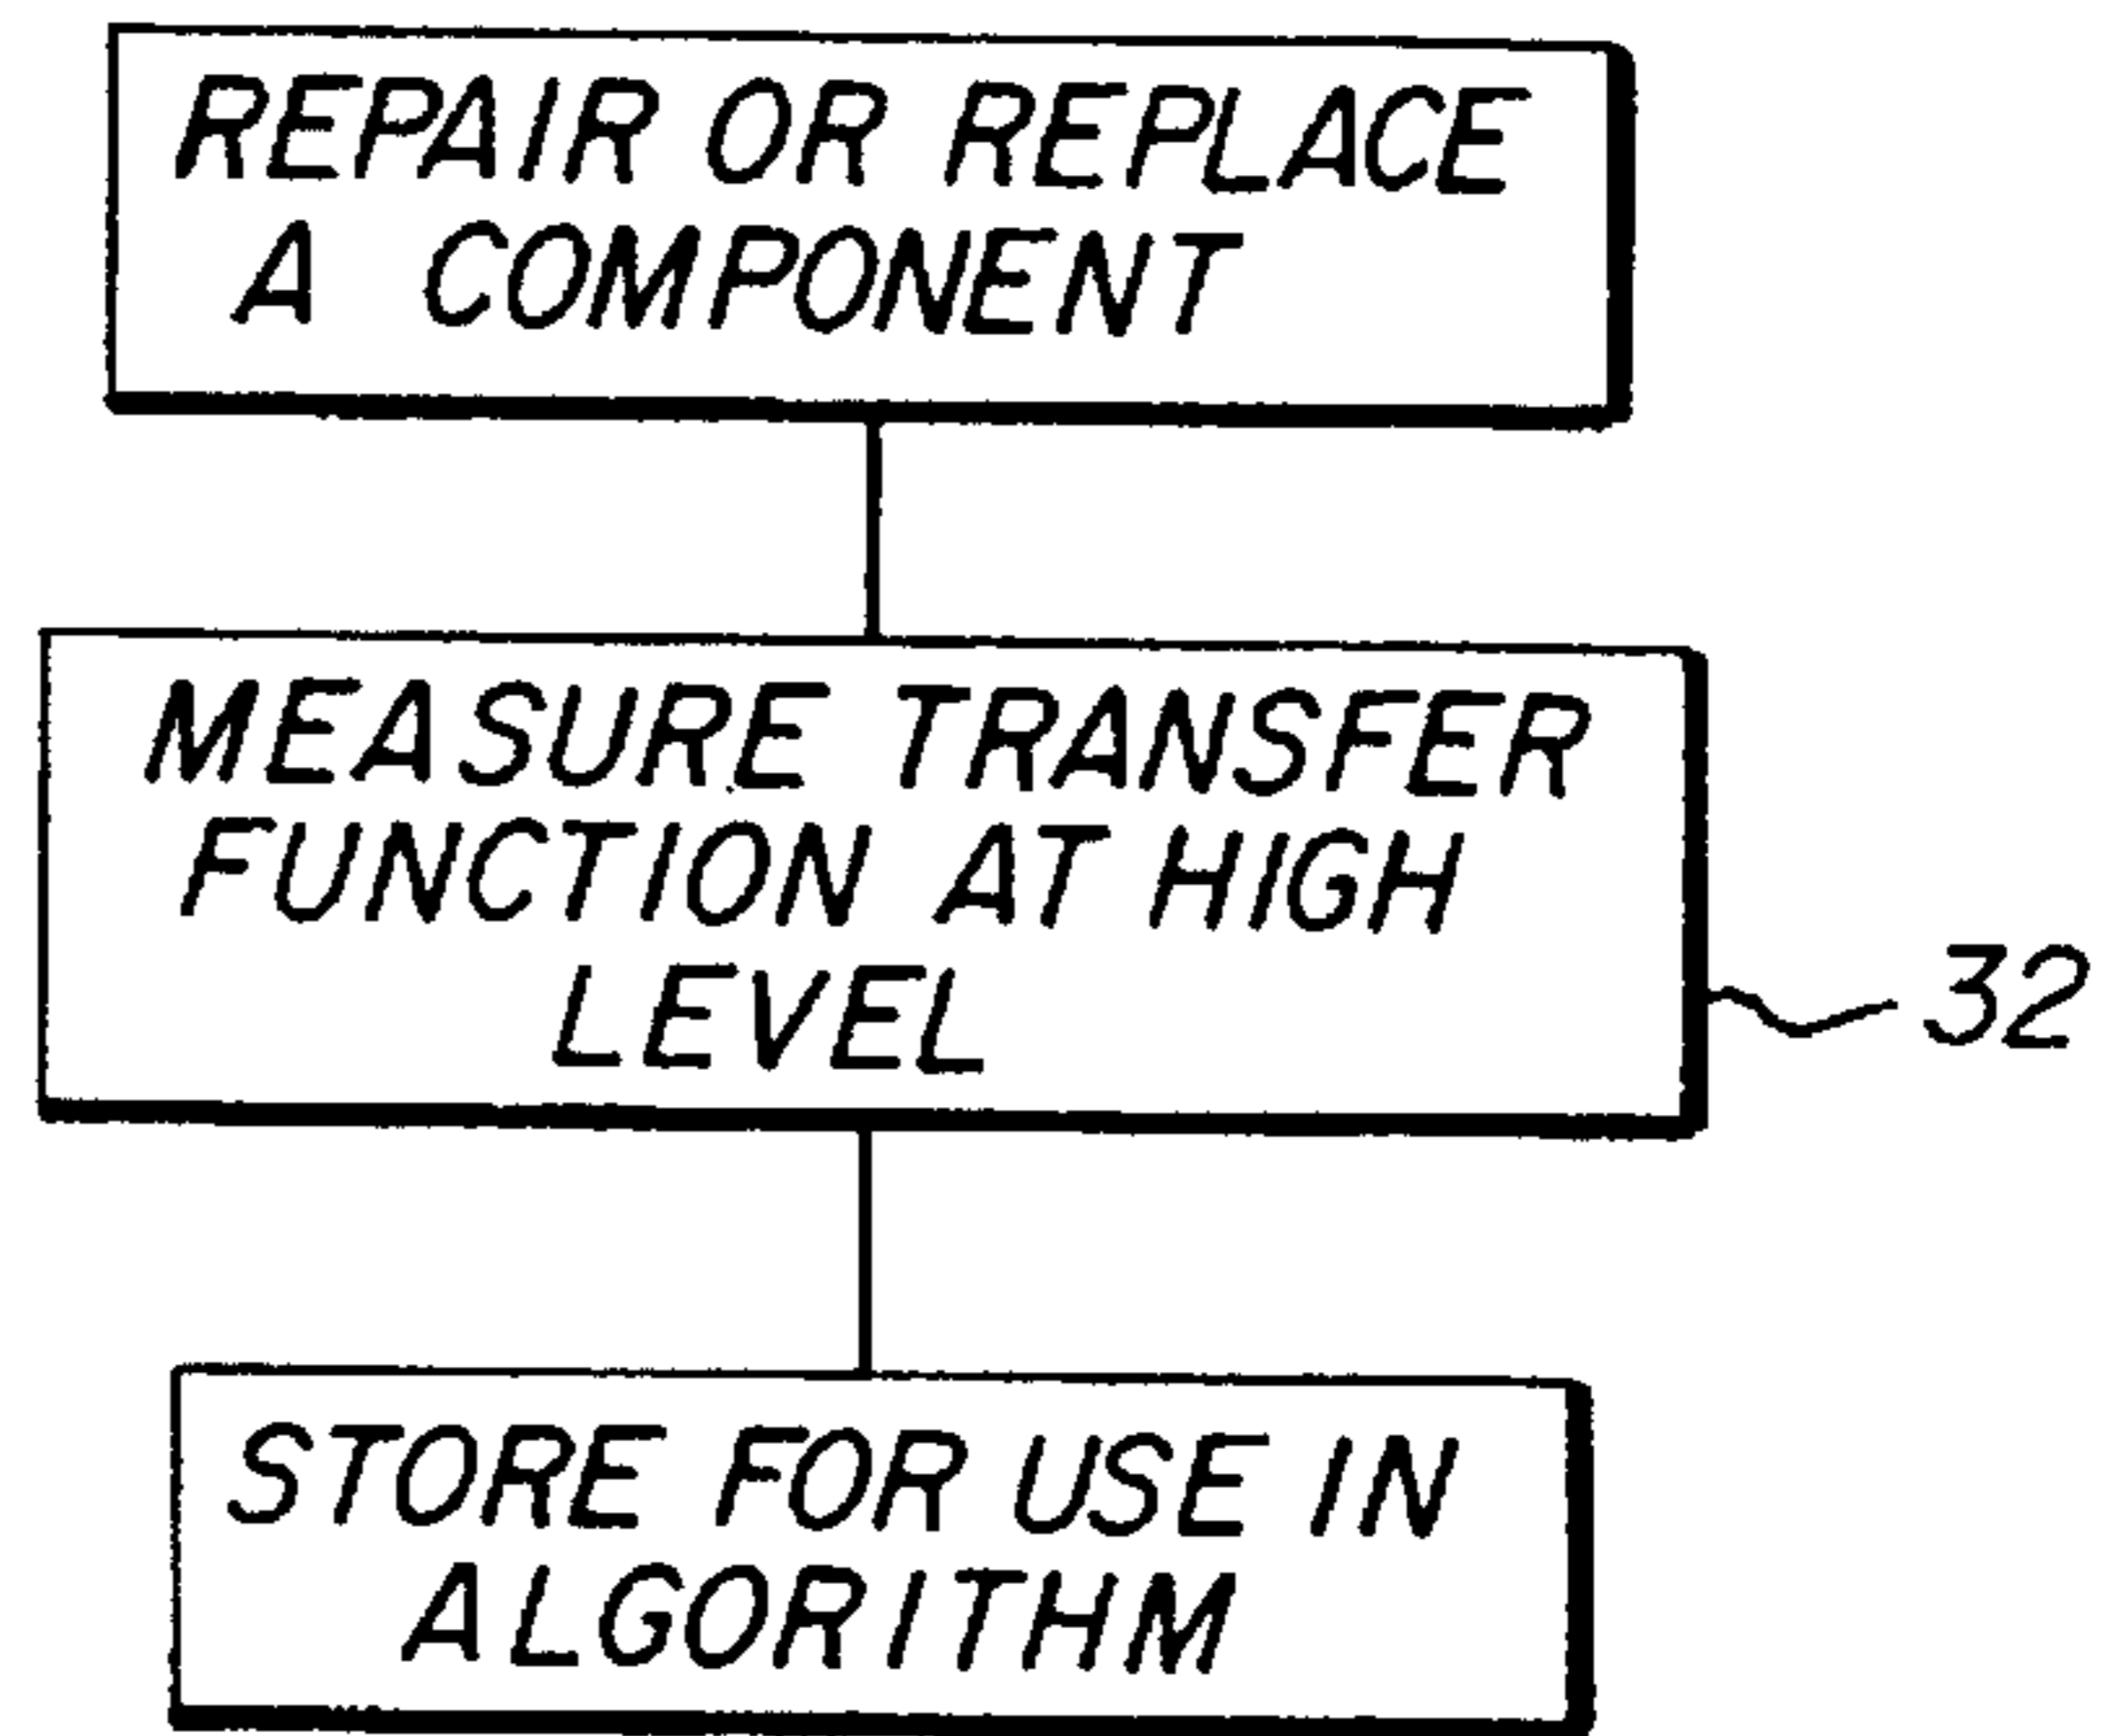 REPAIR OR REPLACE
A COMPONENT
MEASURE TRANSFER
FUNCTION AT HIGH
LEVEL
32
STORE FOR USE IN
ALGORITHM